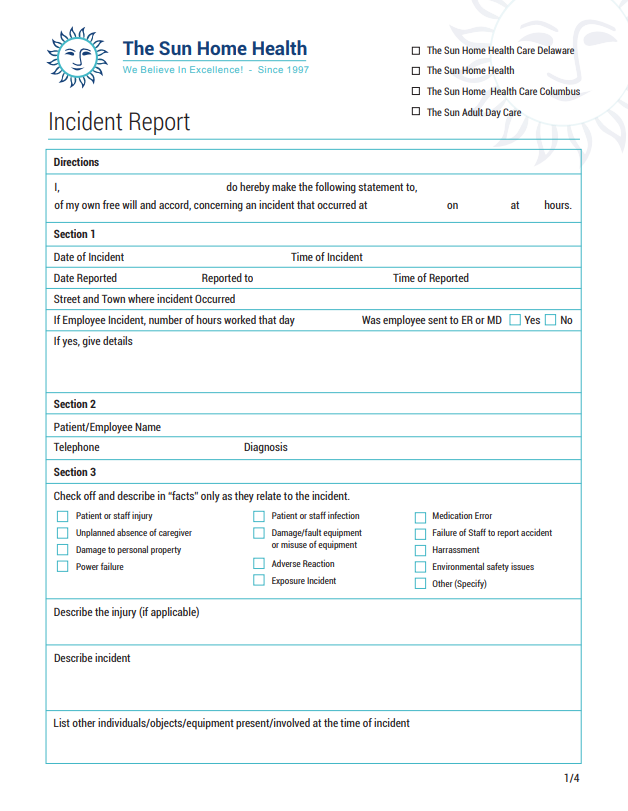 The Sun Home Health
We Believe In Excellence! - Since 1997
The Sun Home Health Care Delaware
The Sun Home Health
The Sun Home Health Care Columbus
The Sun Adult Day Care
Incident Report
Directions
I, do hereby make the following statement to,
of my own free will and accord, concerning an incident that occurred at on at hours.
Section 1
Date of Incident Time of Incident
Date Reported Reported to Time of Reported
Street and Town where incident Occurred
If Employee Incident, number of hours worked that day Was employee sent to ER or MD Yes No
If yes, give details
Section 2
Patient/Employee Name
Telephone Diagnosis
Section 3
Check off and describe in “facts” only as they relate to the incident.
Patient or staff injury
Unplanned absence of caregiver
Damage to personal property
Power failure
Patient or staff infection
Damage/fault equipment
or misuse of equipment
Adverse Reaction
Exposure Incident
Medication Error
Failure of Staff to report accident
Harrassment
Environmental safety issues
Other (Specify)
Describe the injury (if applicable)
Describe incident
List other individuals/objects/equipment present/involved at the time of incident
1/4